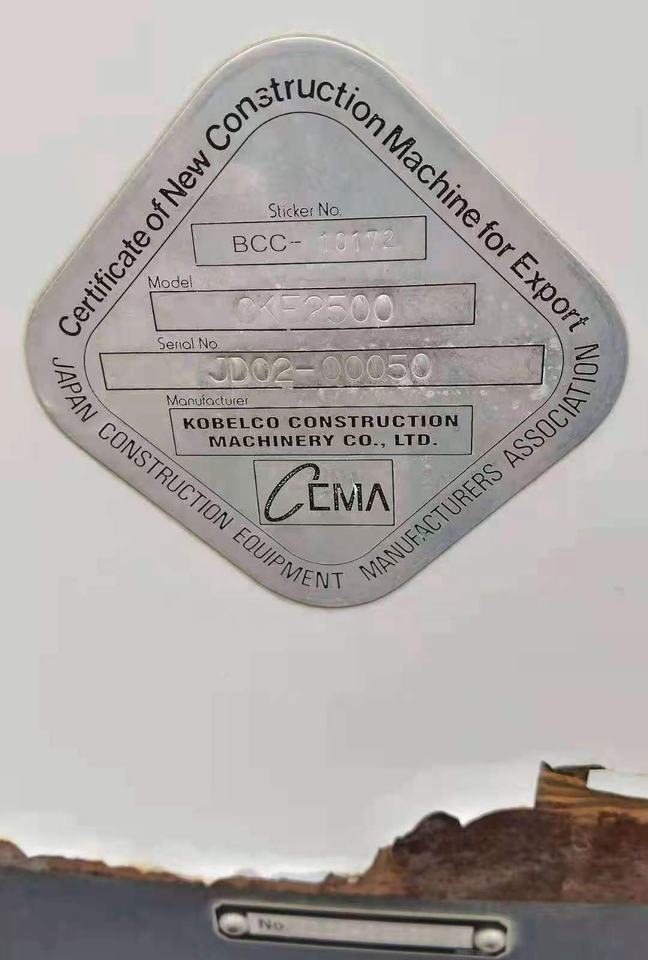 Certificate of New Construction Machine for Export
Sticker No.
BCC- 10172
Model
CKE2500
Serial No.
JD02-00050
Manufacturer
KOBELCO CONSTRUCTION
MACHINERY CO., LTD.
CEMA
JAPAN CONSTRUCTION EQUIPMENT MANUFACTURERS ASSOCIATION
No.